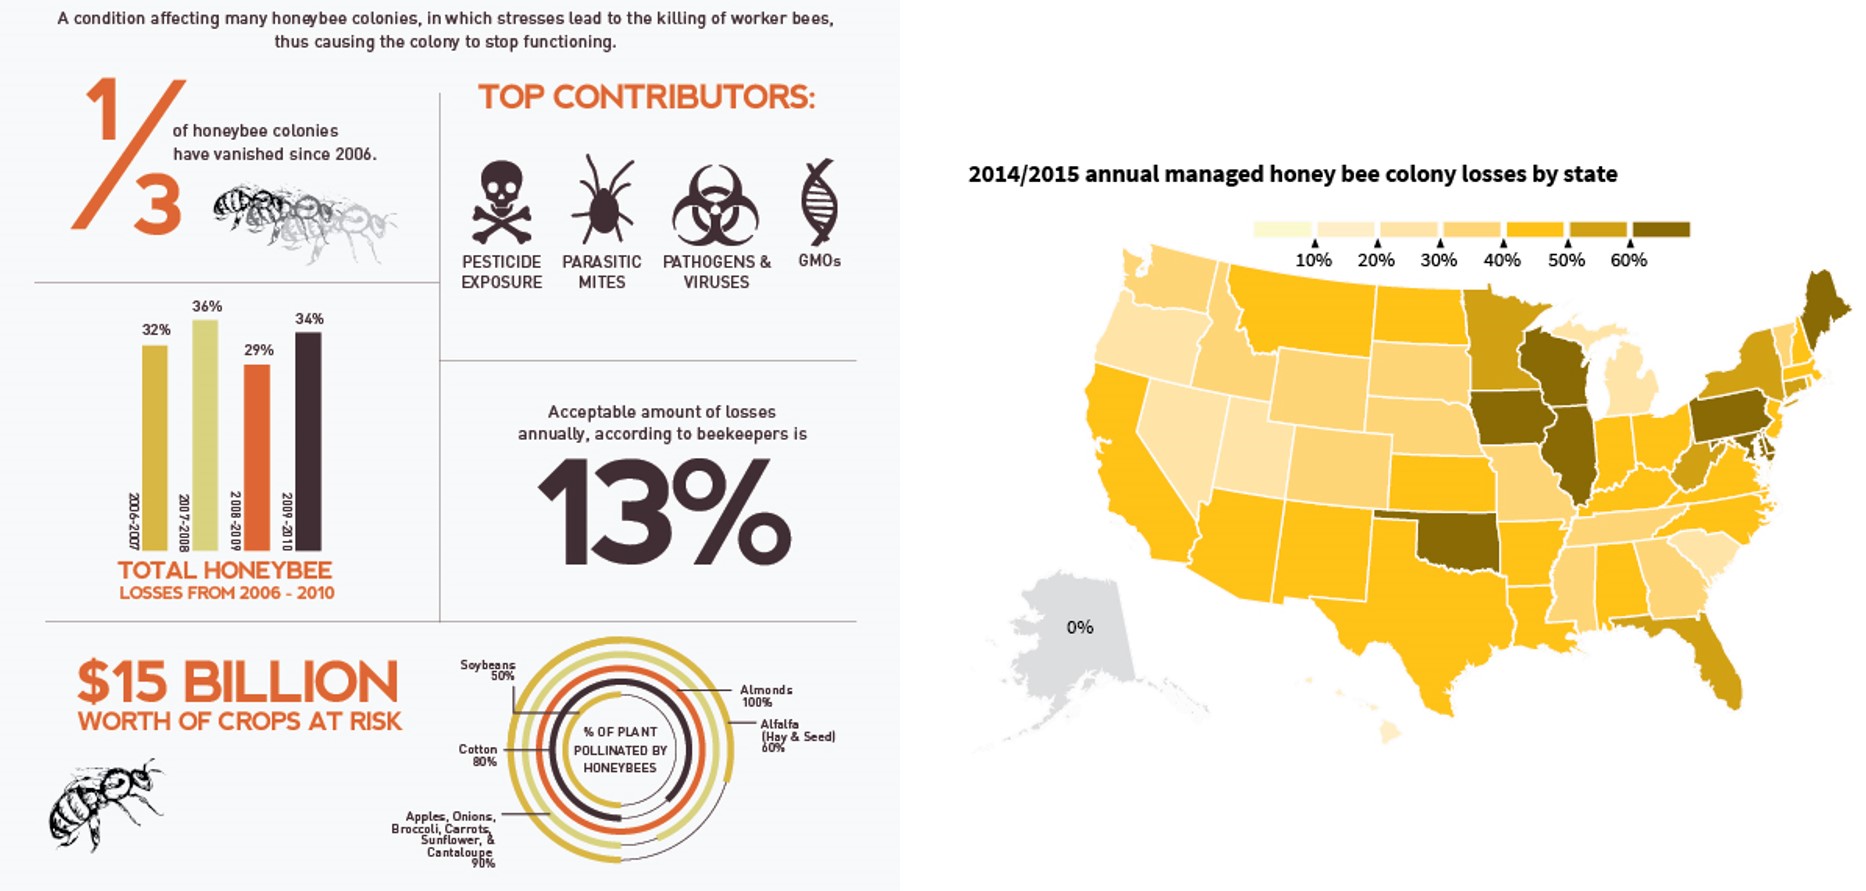 A condition affecting many honeybee colonies, in which stresses lead to the killing of worker bees,
thus causing the colony to stop functioning.
1/3
of honeybee colonies
have vanished since 2006.
TOP CONTRIBUTORS:
PESTICIDE
EXPOSURE
PARASITIC
MITES
PATHOGENS &
VIRUSES
GMOs
32%
36%
29%
34%
2006-2007
2007-2008
2008-2009
2009-2010
TOTAL HONEYBEE
LOSSES FROM 2006 - 2010
Acceptable amount of losses
annually, according to beekeepers is
13%
$15 BILLION
WORTH OF CROPS AT RISK
Soybeans
50%
Almonds
100%
Alfalfa
(Hay & Seed)
60%
Cotton
80%
Apples, Onions,
Broccoli, Carrots,
Sunflower, &
Cantaloupe
90%
% OF PLANT
POLLINATED BY
HONEYBEES
2014/2015 annual managed honey bee colony losses by state
10% 20% 30% 40% 50% 60%
0%